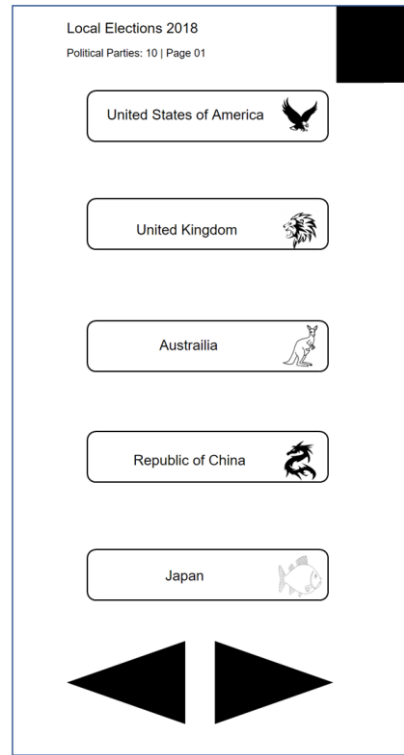 Local Elections 2018
Political Parties: 10 | Page 01
United States of America
United Kingdom
Austrailia
Republic of China
Japan